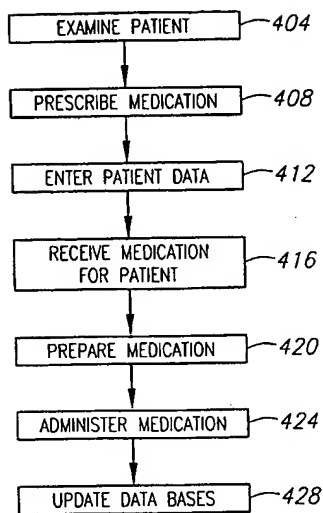 EXAMINE PATIENT 404
PRESCRIBE MEDICATION 408
ENTER PATIENT DATA 412
RECEIVE MEDICATION
FOR PATIENT 416
PREPARE MEDICATION 420
ADMINISTER MEDICATION 424
UPDATE DATA BASES 428